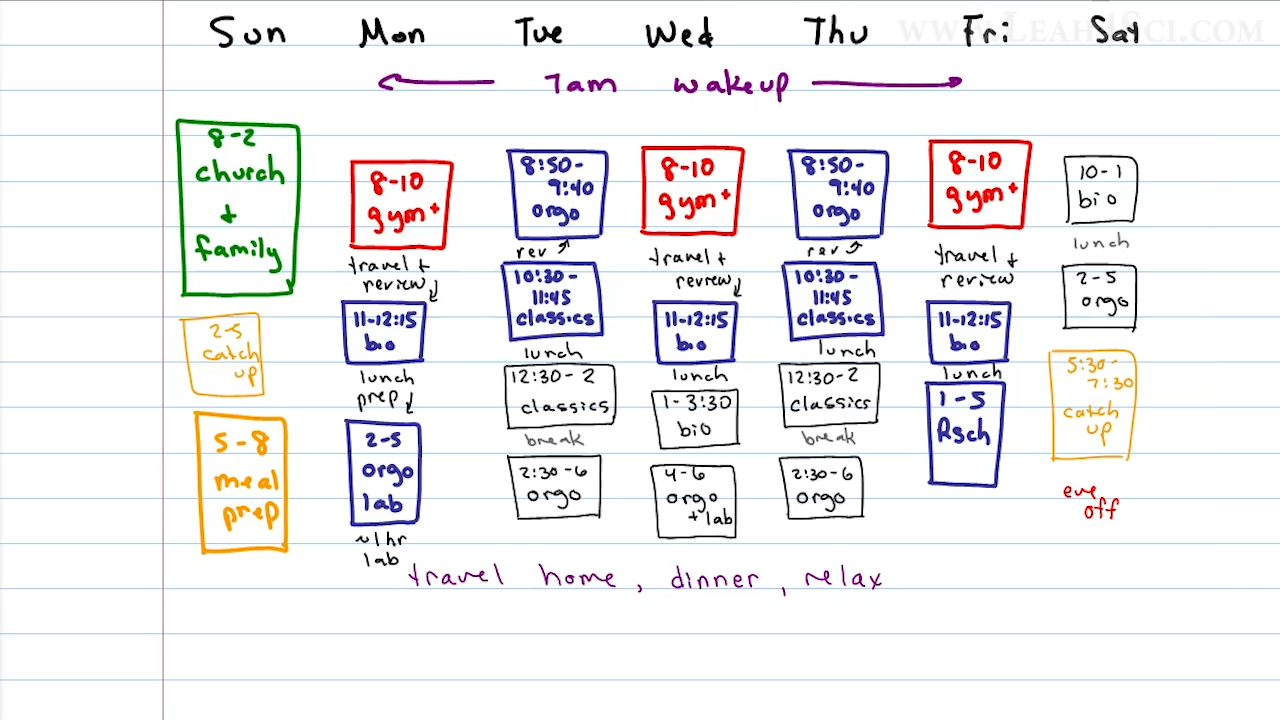 www.Leah4Sci.com
Sun Mon Tue Wed Thu Fri Sat
7am wakeup
8-2
church
+
family
2-5
catch
up
5-8
meal
prep
8-10
gym+
travel +
review
11-12:15
bio
lunch
prep
2-5
orgo
lab
~1hr
lab
8:50-
9:40
orgo
rev
10:30-
11:45
classics
lunch
12:30-2
classics
break
2:30-6
orgo
8-10
gym+
travel +
review
11-12:15
bio
lunch
1-3:30
bio
4-6
orgo
+lab
8:50-
9:40
orgo
rev
10:30-
11:45
classics
lunch
12:30-2
classics
break
2:30-6
orgo
8-10
gym+
travel +
review
11-12:15
bio
lunch
1-5
Rsch
10-1
bio
lunch
2-5
orgo
5:30-
7:30
catch
up
eve
off
travel home, dinner, relax